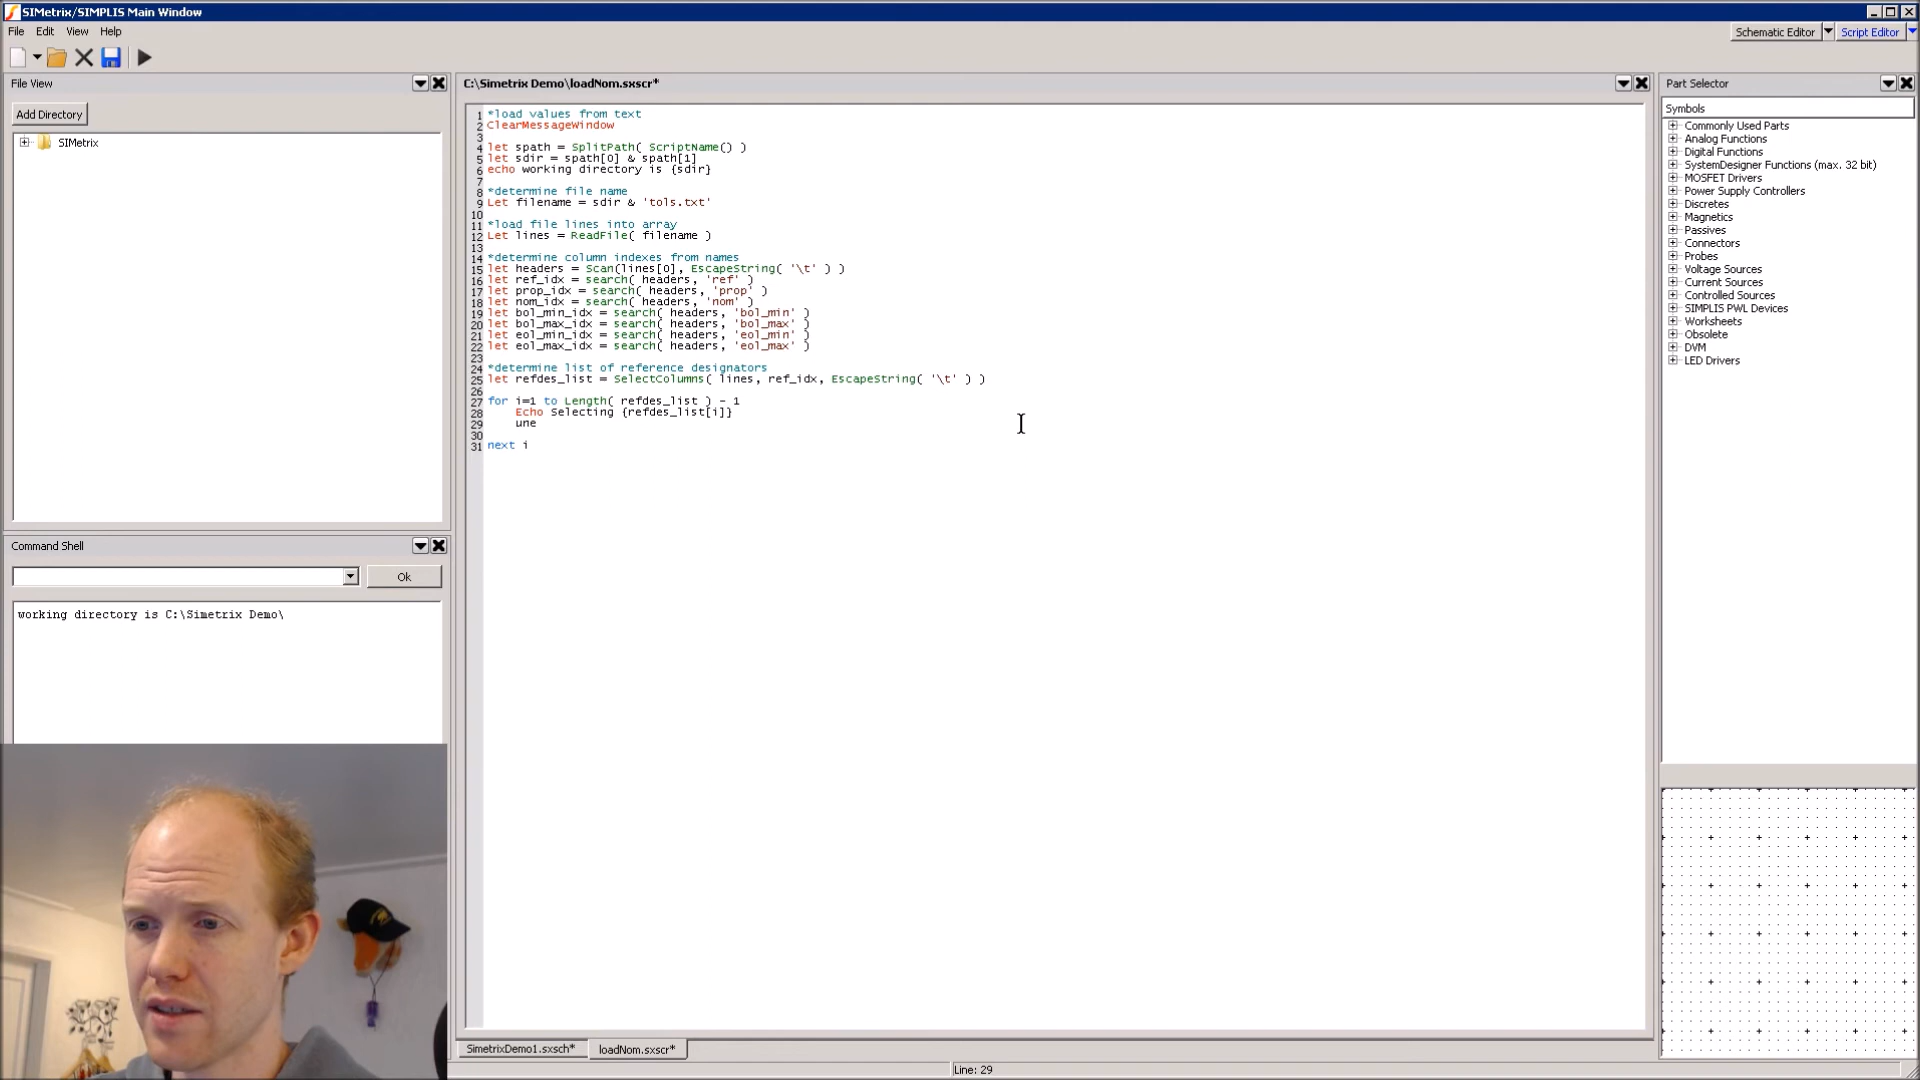 SIMetrix/SIMPLIS Main Window
File Edit View Help
Schematic Editor Script Editor
File View
Add Directory
SIMetrix
Command Shell
Ok
working directory is C:\Simetrix Demo\
C:\Simetrix Demo\loadNom.sxscr*
1 *load values from text
2 ClearMessageWindow
3
4 let spath = SplitPath( ScriptName() )
5 let sdir = spath[0] & spath[1]
6 echo working directory is {sdir}
7
8 *determine file name
9 Let filename = sdir & 'tols.txt'
10
11 *load file lines into array
12 Let lines = ReadFile( filename )
13
14 *determine column indexes from names
15 let headers = Scan(lines[0], EscapeString( '\t' ) )
16 let ref_idx = search( headers, 'ref' )
17 let prop_idx = search( headers, 'prop' )
18 let nom_idx = search( headers, 'nom' )
19 let bol_min_idx = search( headers, 'bol_min' )
20 let bol_max_idx = search( headers, 'bol_max' )
21 let eol_min_idx = search( headers, 'eol_min' )
22 let eol_max_idx = search( headers, 'eol_max' )
23
24 *determine list of reference designators
25 let refdes_list = SelectColumns( lines, ref_idx, EscapeString( '\t' ) )
26
27 for i=1 to Length( refdes_list ) - 1
28 Echo Selecting {refdes_list[i]}
29 une
30
31 next i
SimetrixDemo1.sxsch* loadNom.sxscr*
Line: 29
Part Selector
Symbols
Commonly Used Parts
Analog Functions
Digital Functions
SystemDesigner Functions (max. 32 bit)
MOSFET Drivers
Power Supply Controllers
Discretes
Magnetics
Passives
Connectors
Probes
Voltage Sources
Current Sources
Controlled Sources
SIMPLIS PWL Devices
Worksheets
Obsolete
DVM
LED Drivers